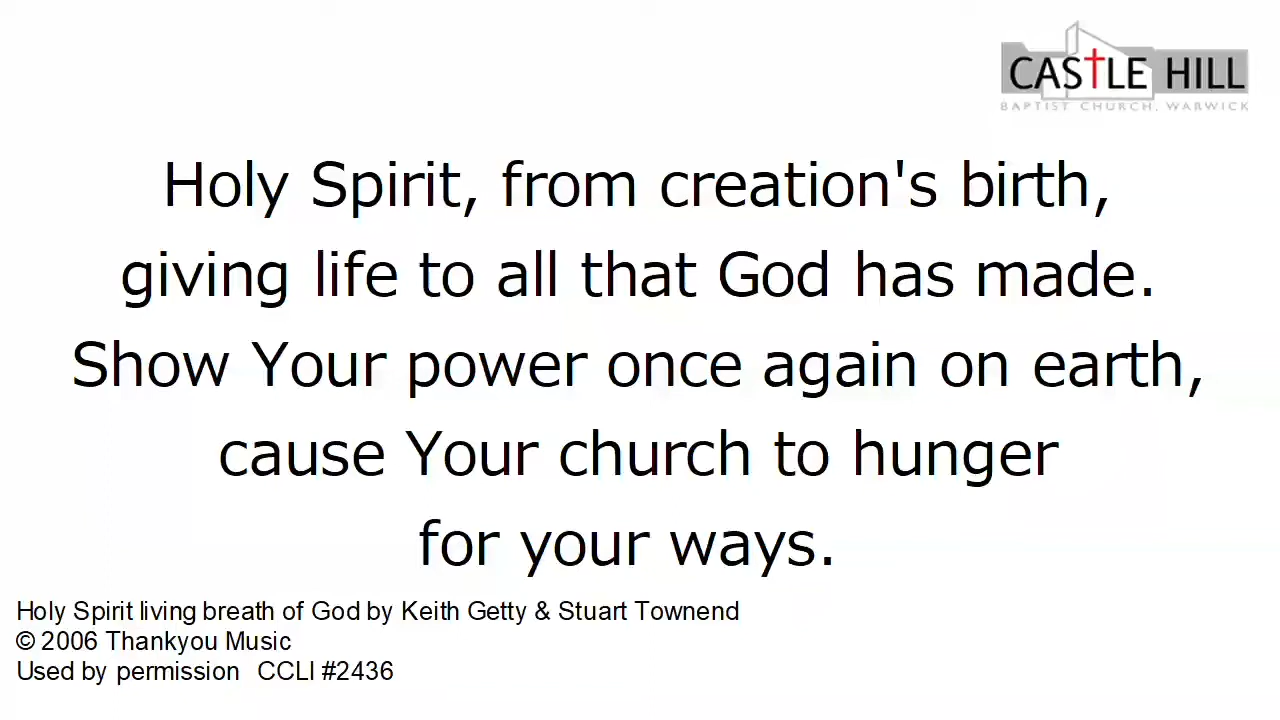 CASTLE HILL
BAPTIST CHURCH, WARWICK
Holy Spirit, from creation's birth,
giving life to all that God has made.
Show Your power once again on earth,
cause Your church to hunger
for your ways.
Holy Spirit living breath of God by Keith Getty & Stuart Townend
© 2006 Thankyou Music
Used by permission CCLI #2436